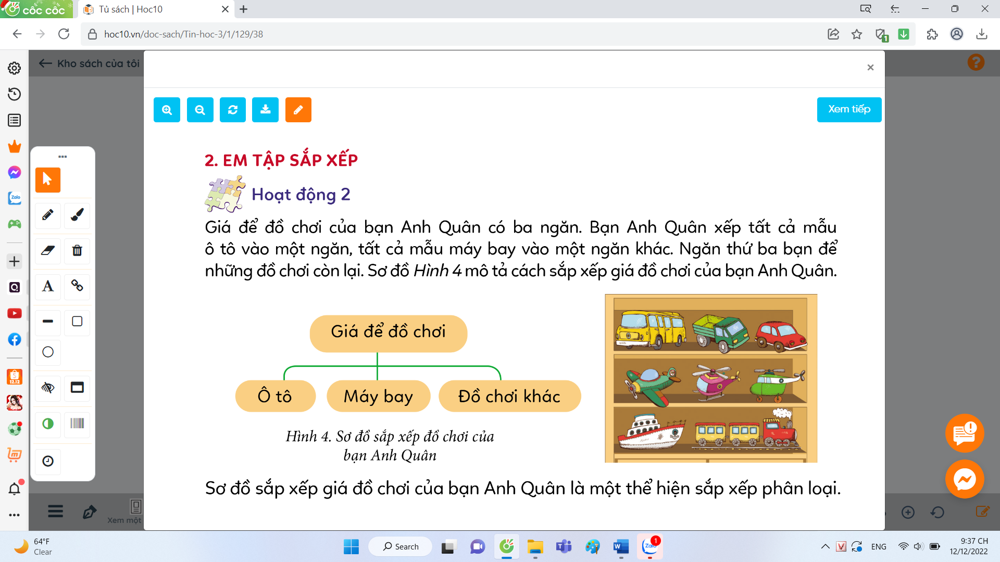 cốc cốc
Tủ sách | Hoc10
hoc10.vn/doc-sach/Tin-hoc-3/1/129/38
1
Kho sách của tôi
×
?
Xem tiếp
2. EM TẬP SẮP XẾP
Hoạt động 2
Giá để đồ chơi của bạn Anh Quân có ba ngăn. Bạn Anh Quân xếp tất cả mẫu
ô tô vào một ngăn, tất cả mẫu máy bay vào một ngăn khác. Ngăn thứ ba bạn để
những đồ chơi còn lại. Sơ đồ Hình 4 mô tả cách sắp xếp giá đồ chơi của bạn Anh Quân.
Giá để đồ chơi
Ô tô
Máy bay
Đồ chơi khác
Hình 4. Sơ đồ sắp xếp đồ chơi của
bạn Anh Quân
Sơ đồ sắp xếp giá đồ chơi của bạn Anh Quân là một thể hiện sắp xếp phân loại.
Zalo
12.12
A
Xem một
64°F
Clear
Search
Zalo
1
ENG
9:37 CH
12/12/2022